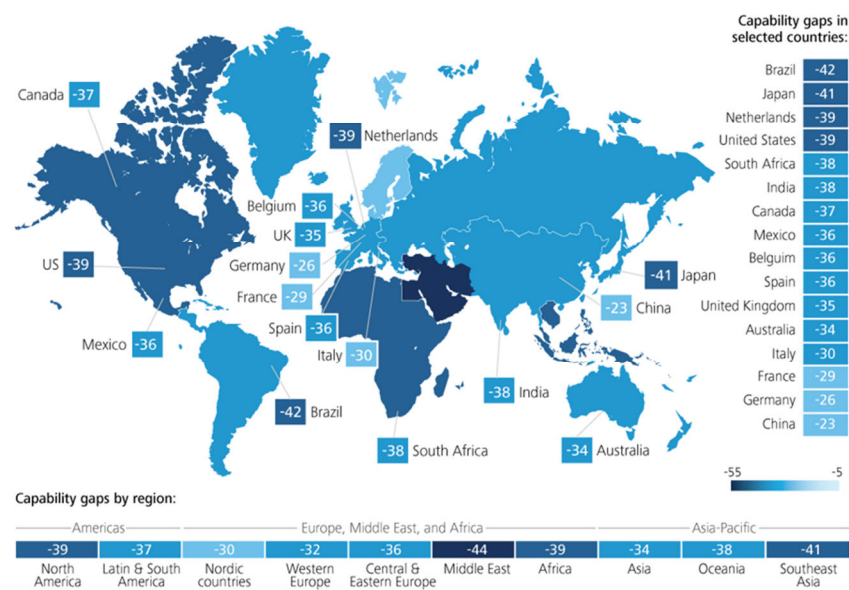 Capability gaps in
selected countries:
Brazil -42
Japan -41
Netherlands -39
United States -39
South Africa -38
India -38
Canada -37
Mexico -36
Belguim -36
Spain -36
United Kingdom -35
Australia -34
Italy -30
France -29
Germany -26
China -23
Canada -37
-39 Netherlands
Belgium -36
UK -35
US -39
Germany -26
-41 Japan
France -29
-23 China
Spain -36
Mexico -36
Italy -30
-38 India
-42 Brazil
-38 South Africa
-34 Australia
-55 -5
Capability gaps by region:
Americas Europe, Middle East, and Africa Asia-Pacific
-39 -37 -30 -32 -36 -44 -39 -34 -38 -41
North Latin & South Nordic Western Central & Middle East Africa Asia Oceania Southeast
America America countries Europe Eastern Europe Asia